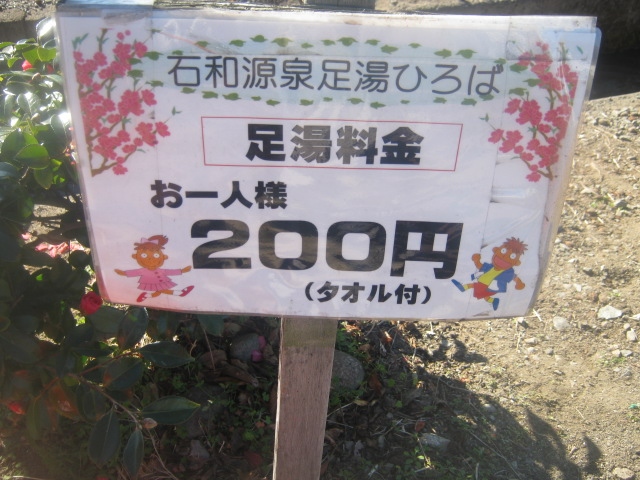 石和源泉足湯ひろば
足湯料金
お一人様
200円
(タオル付)